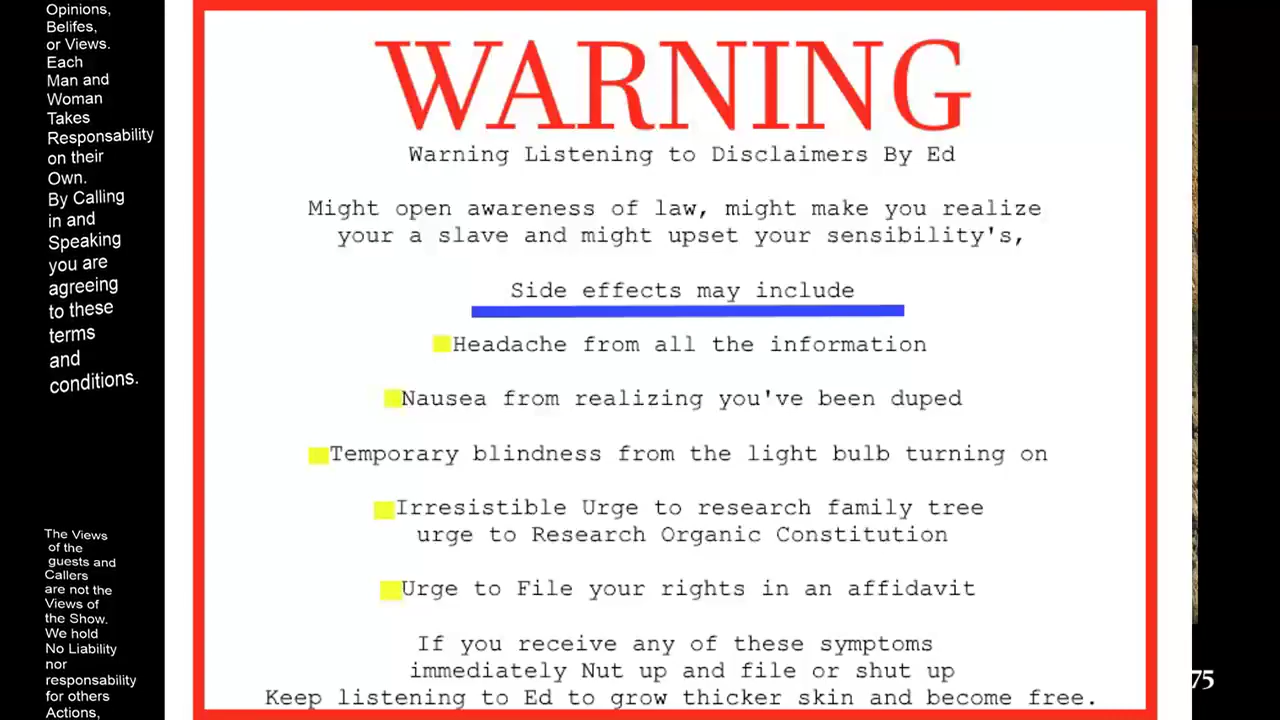 Opinions,
Belifes,
or Views.
Each
Man and
Woman
Takes
Responsability
on their
Own.
By Calling
in and
Speaking
you are
agreeing
to these
terms
and
conditions.
The Views
of the
guests and
Callers
are not the
Views of
the Show.
We hold
No Liability
nor
responsability
for others
Actions,
WARNING
Warning Listening to Disclaimers By Ed
Might open awareness of law, might make you realize
your a slave and might upset your sensibility's,
Side effects may include
Headache from all the information
Nausea from realizing you've been duped
Temporary blindness from the light bulb turning on
Irresistible Urge to research family tree
urge to Research Organic Constitution
Urge to File your rights in an affidavit
If you receive any of these symptoms
immediately Nut up and file or shut up
Keep listening to Ed to grow thicker skin and become free.
75